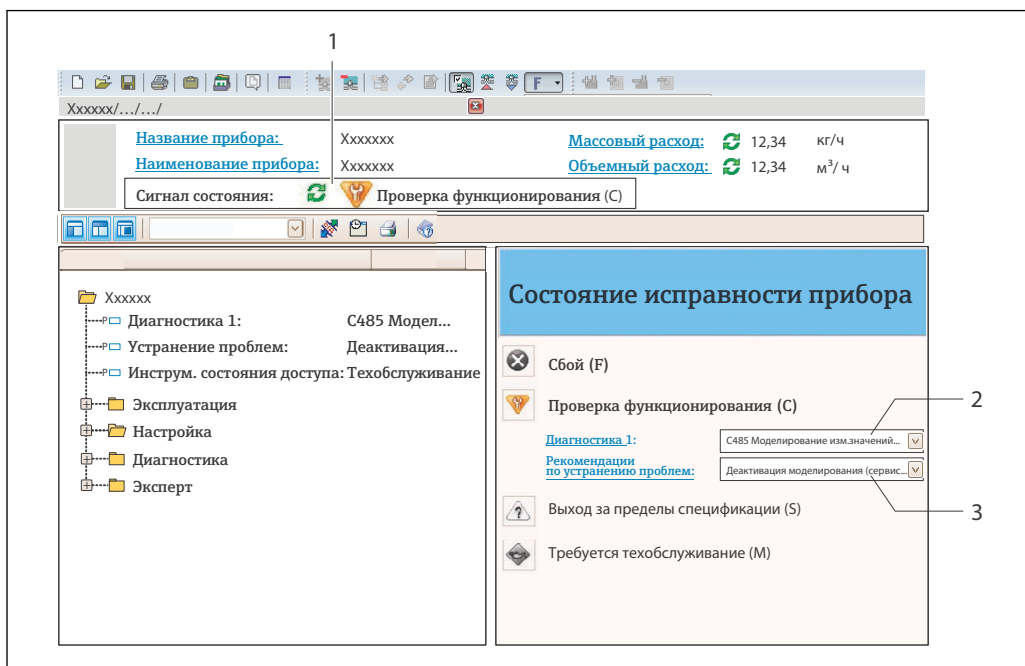 1
F
Xxxxxx/.../.../
Название прибора: Xxxxxxx Массовый расход: 12,34 кг/ч
Наименование прибора: Xxxxxxx Объемный расход: 12,34 м³/ ч
Сигнал состояния: Проверка функционирования (C)
Xxxxxx
P Диагностика 1: C485 Модел...
P Устранение проблем: Деактивация...
P Инструм. состояния доступа: Техобслуживание
Эксплуатация
Настройка
Диагностика
Эксперт
Состояние исправности прибора
Сбой (F)
Проверка функционирования (C)
2
Диагностика 1: C485 Моделирование изм.значений...
Рекомендации
по устранению проблем: Деактивация моделирования (сервис...
3
Выход за пределы спецификации (S)
Требуется техобслуживание (M)